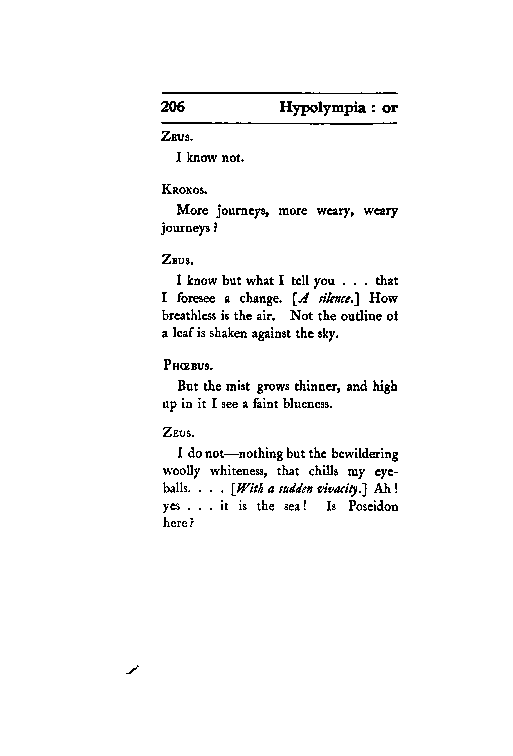 206 Hypolympia : or
Zeus.
I know not.
Kronos.
More journeys, more weary, weary
journeys ?
Zeus.
I know but what I tell you . . . that
I foresee a change. [A silence.] How
breathless is the air. Not the outline of
a leaf is shaken against the sky.
Phœbus.
But the mist grows thinner, and high
up in it I see a faint blueness.
Zeus.
I do not—nothing but the bewildering
woolly whiteness, that chills my eye-
balls. . . . [With a sudden vivacity.] Ah !
yes . . . it is the sea ! Is Poseidon
here ?